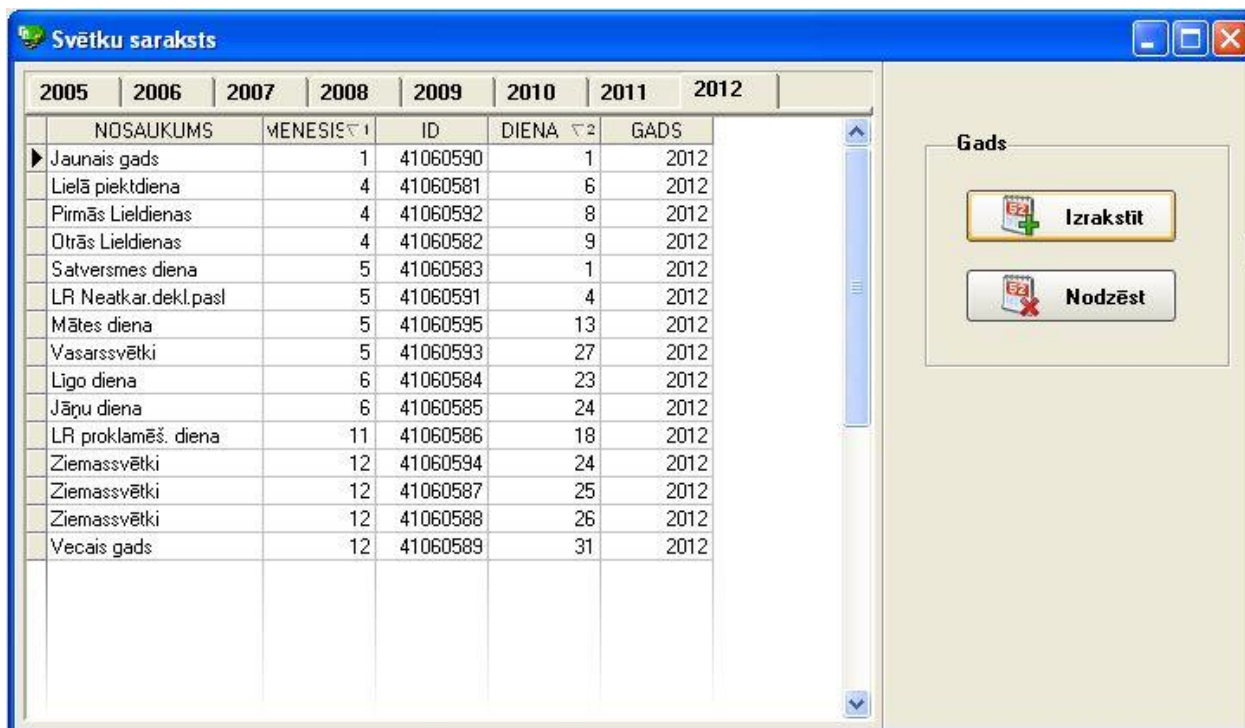 Svētku saraksts
2005 2006 2007 2008 2009 2010 2011 2012
NOSAUKUMS MENESIS 1 ID DIENA 2 GADS
Jaunais gads 1 41060590 1 2012
Lielā piektdiena 4 41060581 6 2012
Pirmās Lieldienas 4 41060592 8 2012
Otrās Lieldienas 4 41060582 9 2012
Satversmes diena 5 41060583 1 2012
LR Neatkar.dekl.pasl 5 41060591 4 2012
Mātes diena 5 41060595 13 2012
Vasarssvētki 5 41060593 27 2012
Līgo diena 6 41060584 23 2012
Jāņu diena 6 41060585 24 2012
LR proklamēš. diena 11 41060586 18 2012
Ziemassvētki 12 41060594 24 2012
Ziemassvētki 12 41060587 25 2012
Ziemassvētki 12 41060588 26 2012
Vecais gads 12 41060589 31 2012
Gads
52 Izrakstīt
52 Nodzēst